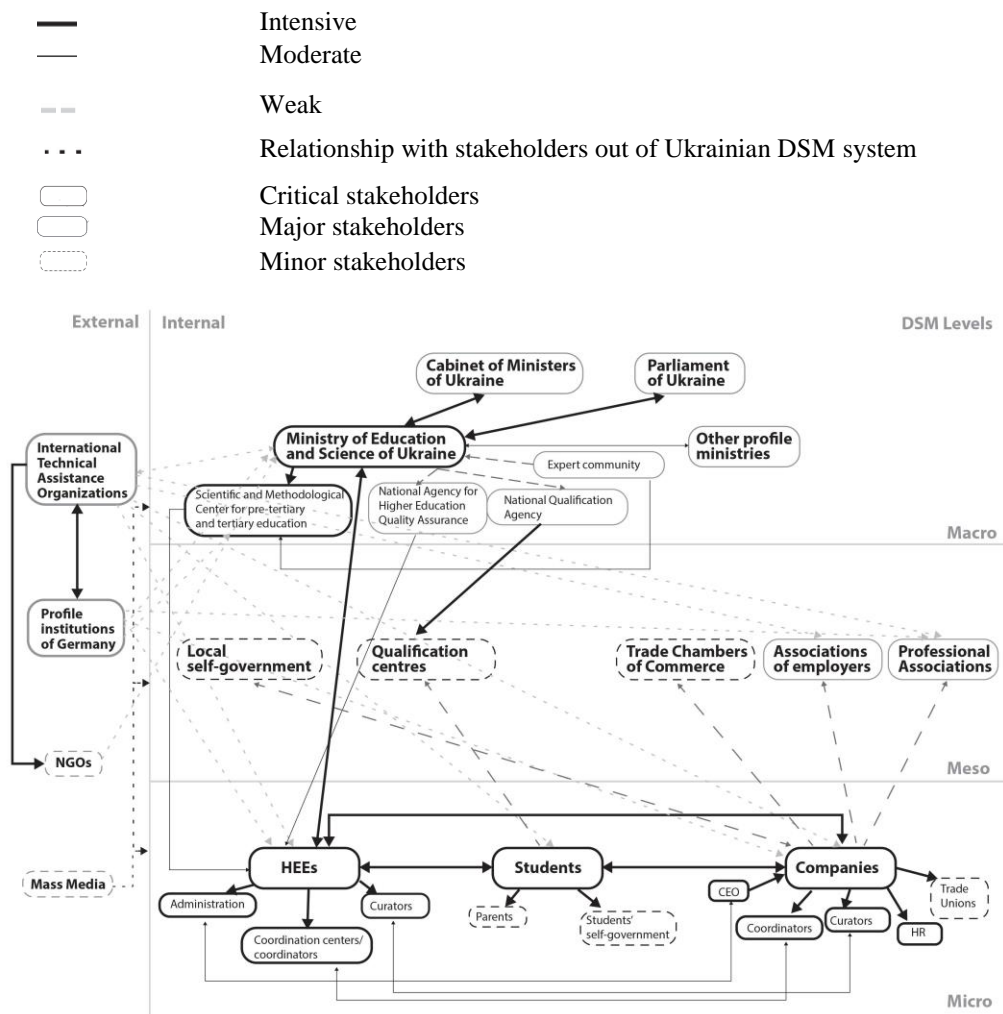 Intensive
Moderate
Weak
Relationship with stakeholders out of Ukrainian DSM system
Critical stakeholders
Major stakeholders
Minor stakeholders
External
Internal
DSM Levels
Cabinet of Ministers
of Ukraine
Parliament
of Ukraine
Ministry of Education
and Science of Ukraine
Other profile
ministries
International
Technical
Assistance
Organizations
Expert community
Scientific and Methodological
Center for pre-tertiary
and tertiary education
National Agency for
Higher Education
Quality Assurance
National Qualification
Agency
Macro
Profile
institutions
of Germany
Local
self-government
Qualification
centres
Trade Chambers
of Commerce
Associations
of employers
Professional
Associations
NGOs
Meso
HEEs
Students
Companies
Mass Media
Administration
Curators
Coordination centers/
coordinators
Parents
Students'
self-government
CEO
Coordinators
Curators
HR
Trade
Unions
Micro